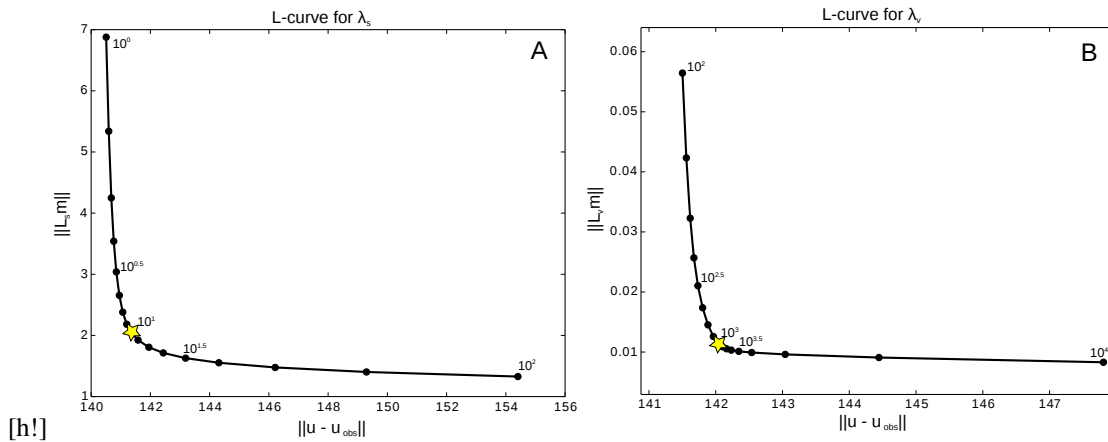 L-curve for λs
A
7
6
5
4
3
2
1
||Lsm||
10^0
10^0.5
10^1
10^1.5
10^2
140 142 144 146 148 150 152 154 156
||u - uobs||
L-curve for λv
B
0.06
0.05
0.04
0.03
0.02
0.01
||Lvm||
10^2
10^2.5
10^3
10^3.5
10^4
141 142 143 144 145 146 147
||u - uobs||
[h!]